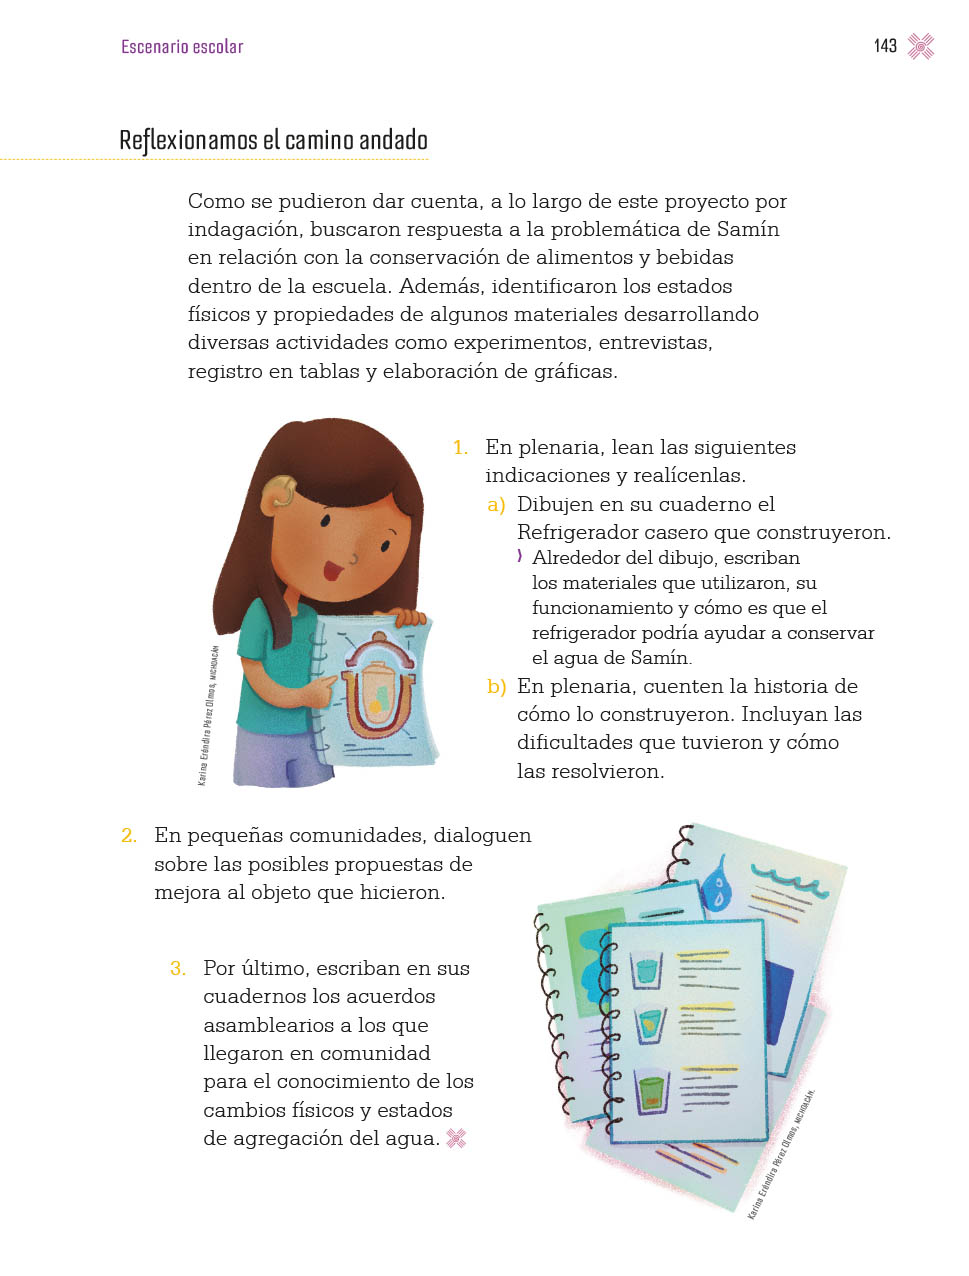 Escenario escolar
143
Reflexionamos el camino andado
Como se pudieron dar cuenta, a lo largo de este proyecto por
indagación, buscaron respuesta a la problemática de Samín
en relación con la conservación de alimentos y bebidas
dentro de la escuela. Además, identificaron los estados
físicos y propiedades de algunos materiales desarrollando
diversas actividades como experimentos, entrevistas,
registro en tablas y elaboración de gráficas.
1. En plenaria, lean las siguientes
indicaciones y realícenlas.
a) Dibujen en su cuaderno el
Refrigerador casero que construyeron.
⟩ Alrededor del dibujo, escriban
los materiales que utilizaron, su
funcionamiento y cómo es que el
refrigerador podría ayudar a conservar
el agua de Samín.
b) En plenaria, cuenten la historia de
cómo lo construyeron. Incluyan las
dificultades que tuvieron y cómo
las resolvieron.
Karina Eréndira Pérez Olmos, MICHOACÁN
2. En pequeñas comunidades, dialoguen
sobre las posibles propuestas de
mejora al objeto que hicieron.
3. Por último, escriban en sus
cuadernos los acuerdos
asamblearios a los que
llegaron en comunidad
para el conocimiento de los
cambios físicos y estados
de agregación del agua.
Karina Eréndira Pérez Olmos, MICHOACÁN.